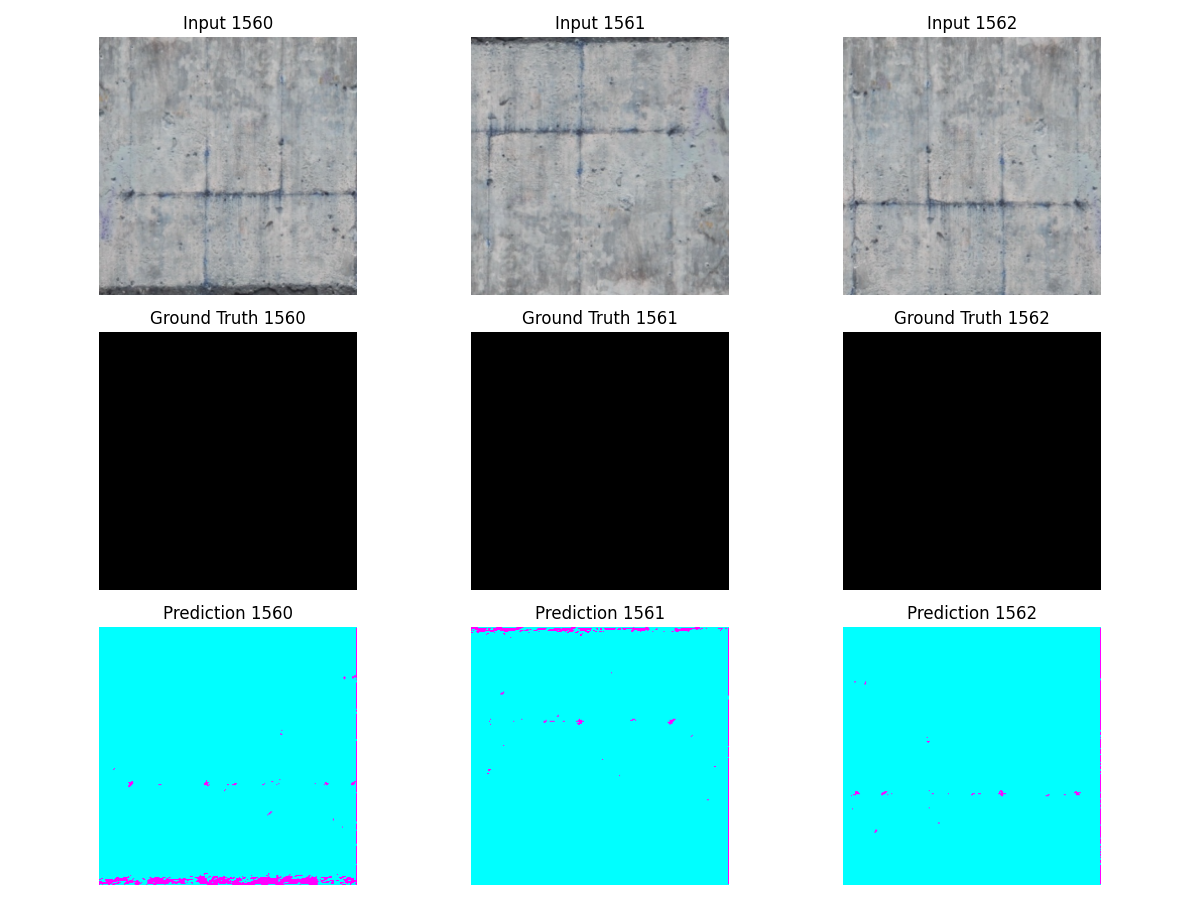 Input 1560
Input 1561
Input 1562
Ground Truth 1560
Ground Truth 1561
Ground Truth 1562
Prediction 1560
Prediction 1561
Prediction 1562